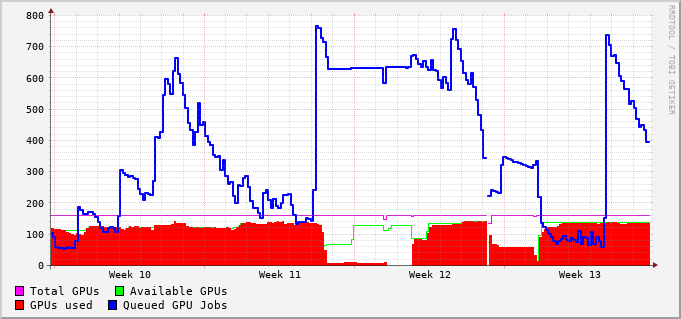 800
700
600
500
400
300
200
100
0
Week 10 Week 11 Week 12 Week 13
Total GPUs Available GPUs
GPUs used Queued GPU Jobs
RRDTOOL / TOBI OETIKER